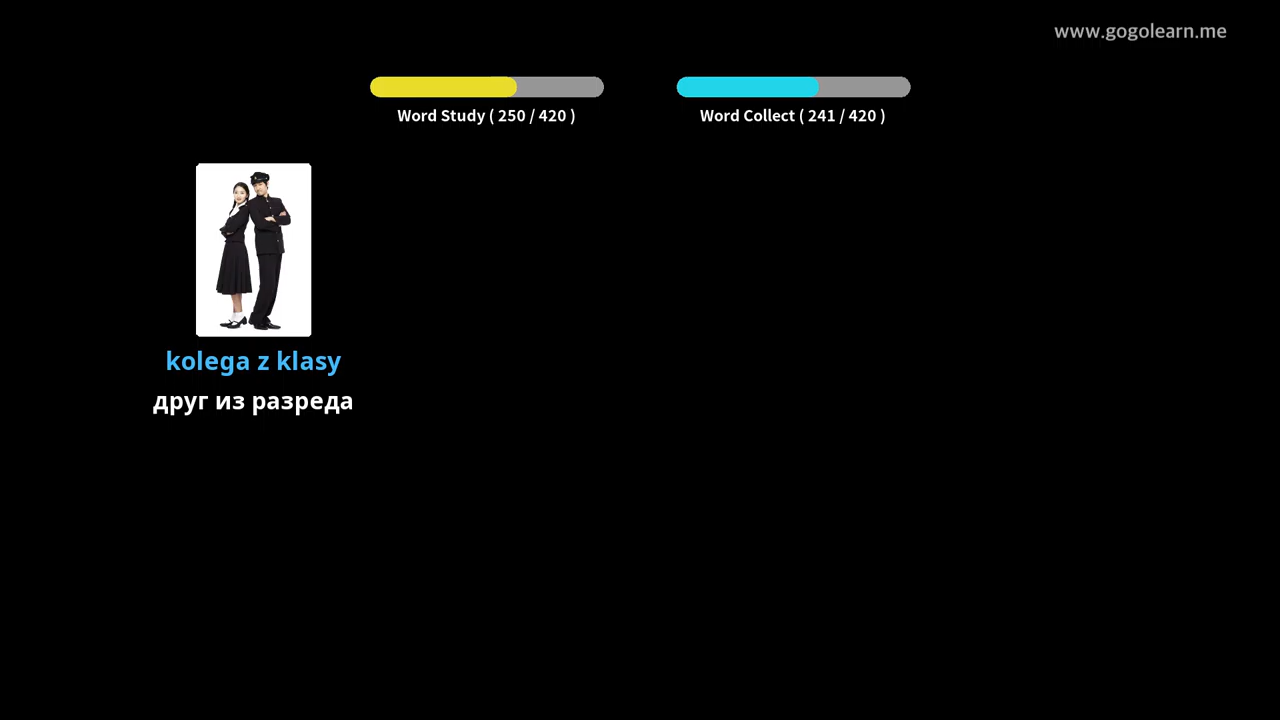 www.gogolearn.me
Word Study ( 250 / 420 )
Word Collect ( 241 / 420 )
kolega z klasy
друг из разреда